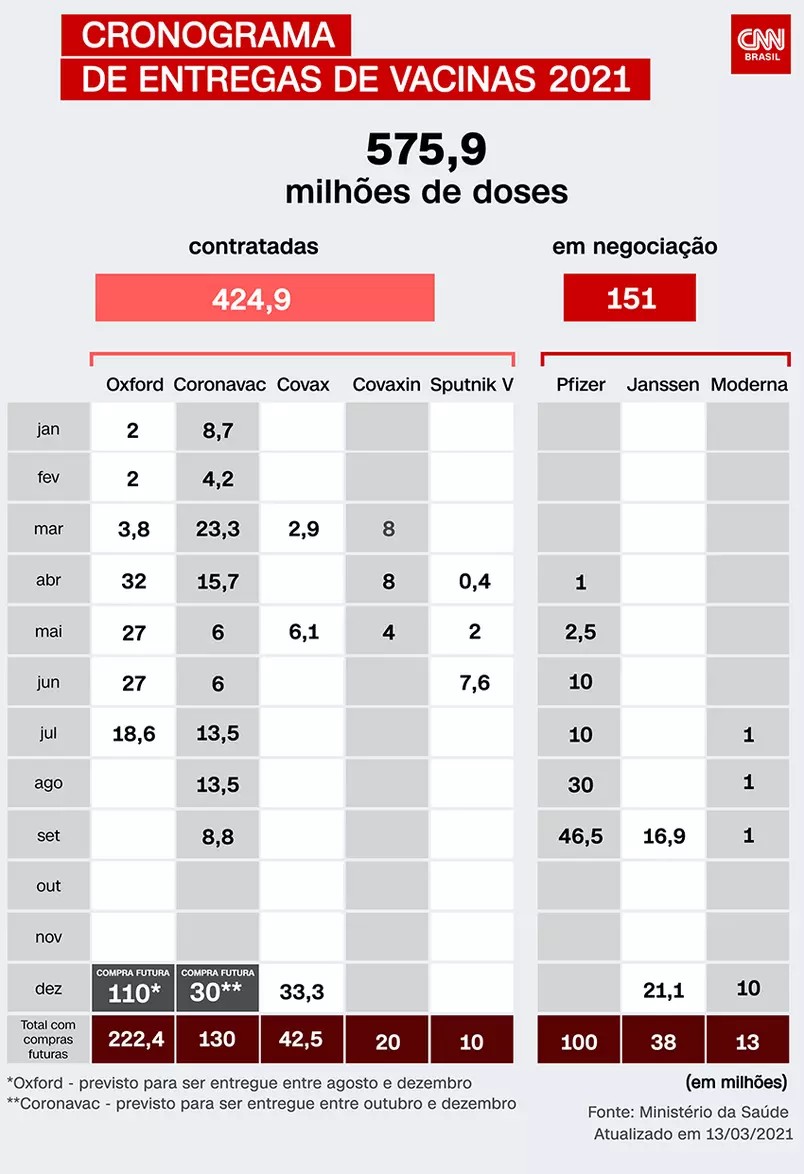 CRONOGRAMA
DE ENTREGAS DE VACINAS 2021
CNN
BRASIL
575,9
milhões de doses
contratadas
em negociação
424,9
151
Oxford Coronavac Covax Covaxin Sputnik V Pfizer Janssen Moderna
jan 2 8,7
fev 2 4,2
mar 3,8 23,3 2,9 8
abr 32 15,7 8 0,4 1
mai 27 6 6,1 4 2 2,5
jun 27 6 7,6 10
jul 18,6 13,5 10 1
ago 13,5 30 1
set 8,8 46,5 16,9 1
out
nov
COMPRA FUTURA COMPRA FUTURA
dez 110* 30** 33,3 21,1 10
Total com
compras
futuras
222,4 130 42,5 20 10 100 38 13
*Oxford - previsto para ser entregue entre agosto e dezembro
**Coronavac - previsto para ser entregue entre outubro e dezembro
(em milhões)
Fonte: Ministério da Saúde
Atualizado em 13/03/2021